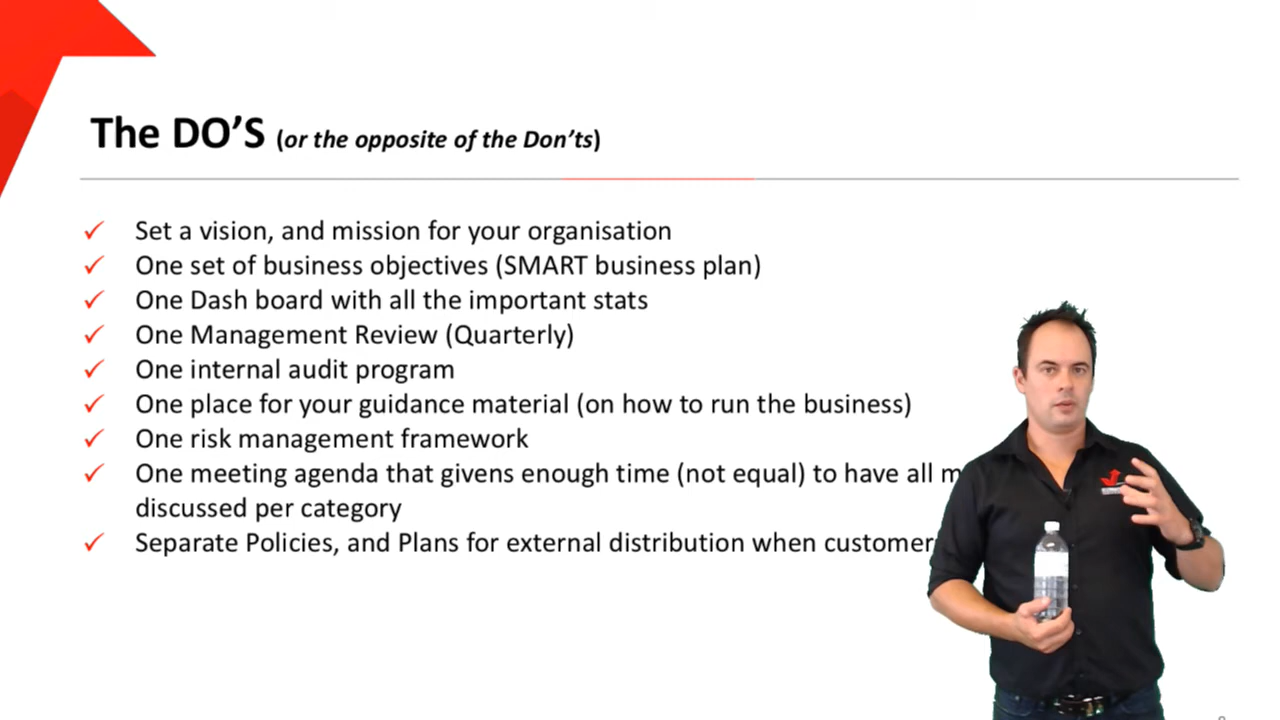 The DO’S (or the opposite of the Don’ts)
Set a vision, and mission for your organisation
One set of business objectives (SMART business plan)
One Dash board with all the important stats
One Management Review (Quarterly)
One internal audit program
One place for your guidance material (on how to run the business)
One risk management framework
One meeting agenda that givens enough time (not equal) to have all
discussed per category
Separate Policies, and Plans for external distribution when